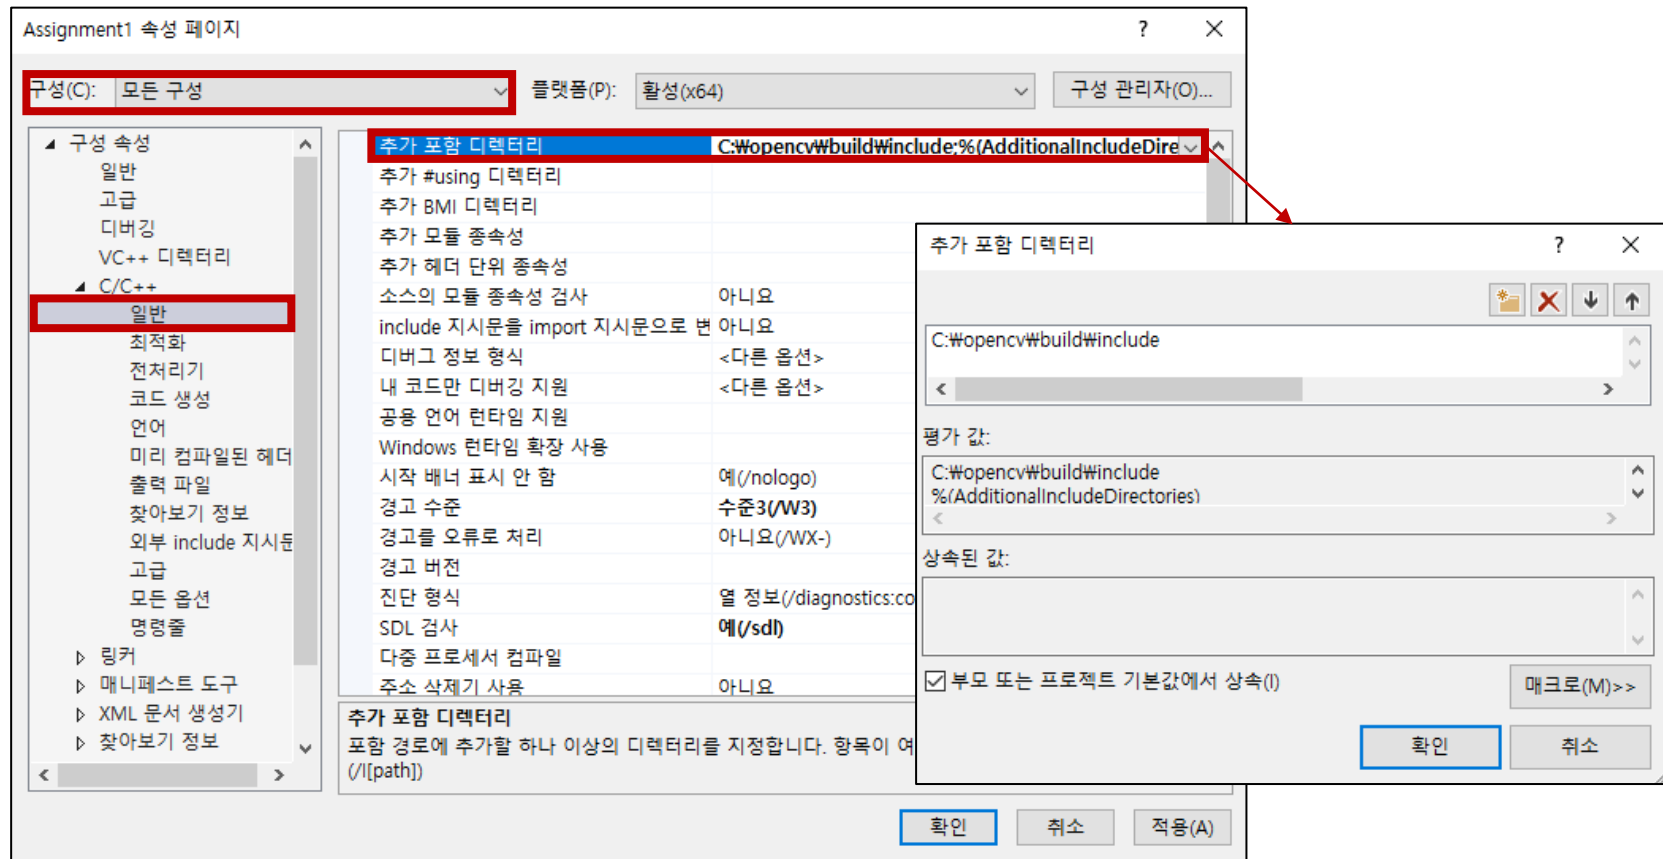 Assignment1 속성 페이지
?
구성(C): 모든 구성
플랫폼(P): 활성(x64)
구성 관리자(O)...
구성 속성
일반
고급
디버깅
VC++ 디렉터리
C/C++
일반
최적화
전처리기
코드 생성
언어
미리 컴파일된 헤더
출력 파일
찾아보기 정보
외부 include 지시문
고급
모든 옵션
명령줄
링커
매니페스트 도구
XML 문서 생성기
찾아보기 정보
추가 포함 디렉터리 C:₩opencv₩build₩include;%(AdditionalIncludeDire
추가 #using 디렉터리
추가 BMI 디렉터리
추가 모듈 종속성
추가 헤더 단위 종속성
소스의 모듈 종속성 검사 아니요
include 지시문을 import 지시문으로 변 아니요
디버그 정보 형식 <다른 옵션>
내 코드만 디버깅 지원 <다른 옵션>
공용 언어 런타임 지원
Windows 런타임 확장 사용
시작 배너 표시 안 함 예(/nologo)
경고 수준 수준3(/W3)
경고를 오류로 처리 아니요(/WX-)
경고 버전
진단 형식 열 정보(/diagnostics:co
SDL 검사 예(/sdl)
다중 프로세서 컴파일
주소 삭제기 사용 아니요
추가 포함 디렉터리
포함 경로에 추가할 하나 이상의 디렉터리를 지정합니다. 항목이 여
(/I[path])
확인
취소
적용(A)
추가 포함 디렉터리
?
C:₩opencv₩build₩include
평가 값:
C:₩opencv₩build₩include
%(AdditionalIncludeDirectories)
상속된 값:
부모 또는 프로젝트 기본값에서 상속(I)
매크로(M)>>
확인
취소